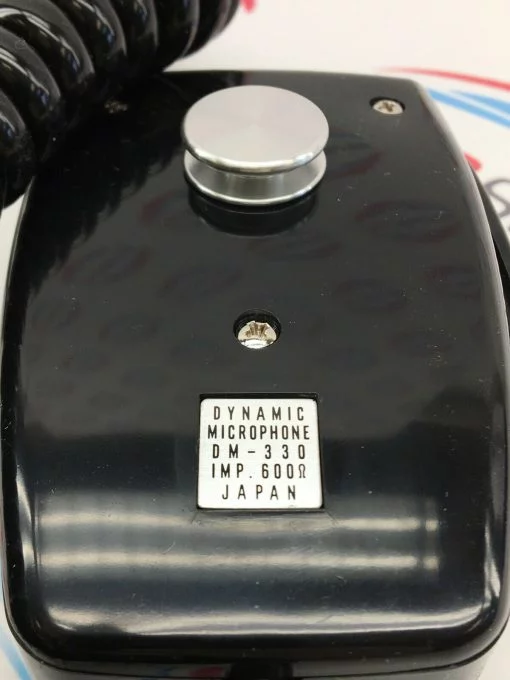 DYNAMIC
MICROPHONE
DM-330
IMP. 600Ω
JAPAN